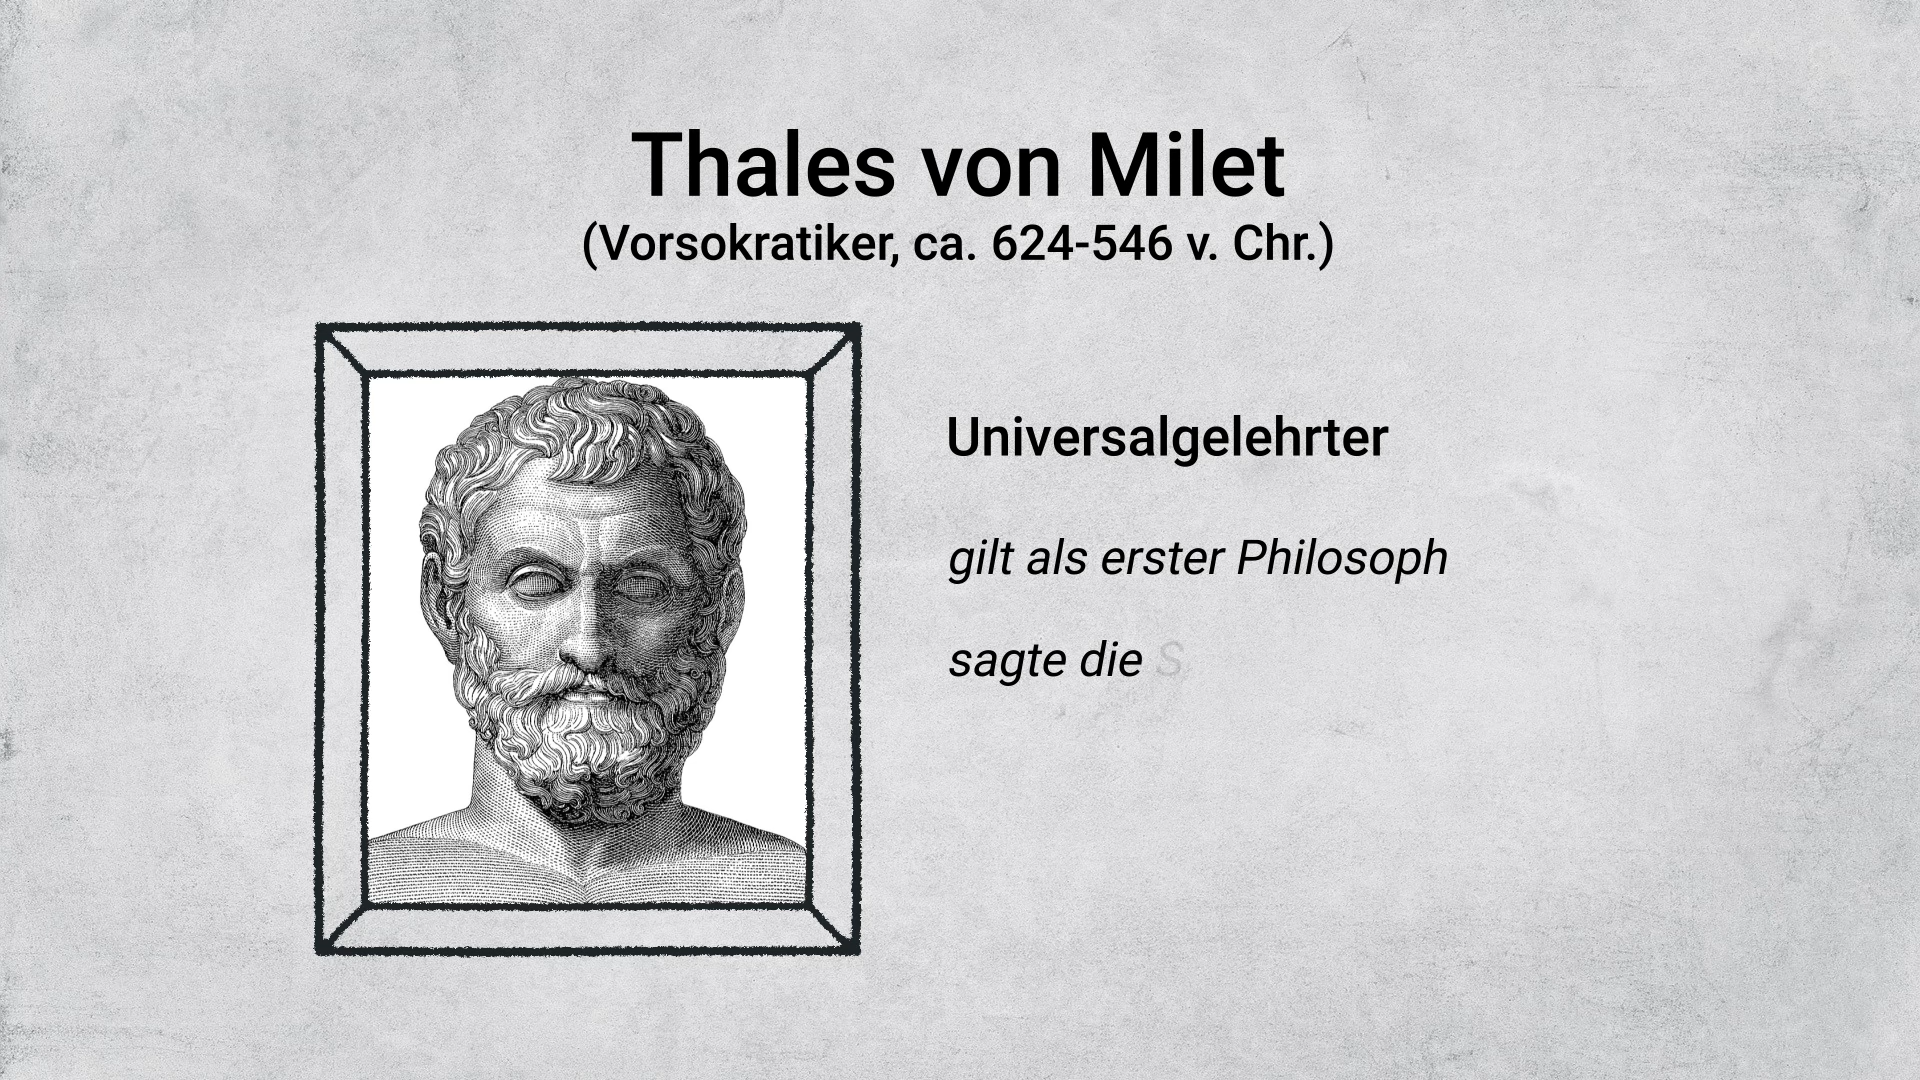 Thales von Milet
(Vorsokratiker, ca. 624-546 v. Chr.)
Universalgelehrter
gilt als erster Philosoph
sagte die S